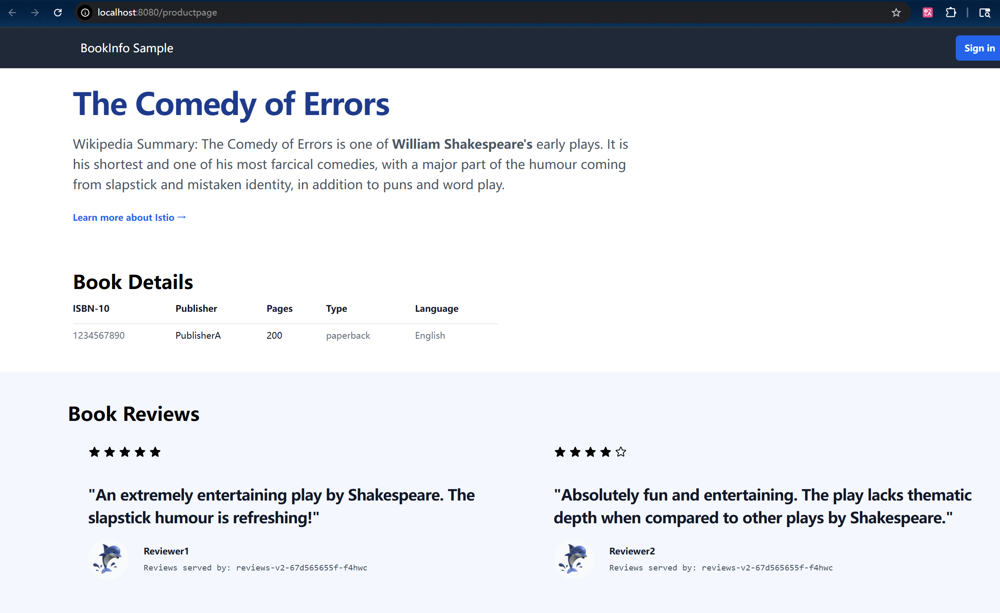 localhost:8080/productpage
BookInfo Sample
Sign in
The Comedy of Errors
Wikipedia Summary: The Comedy of Errors is one of William Shakespeare's early plays. It is
his shortest and one of his most farcical comedies, with a major part of the humour coming
from slapstick and mistaken identity, in addition to puns and word play.
Learn more about Istio →
Book Details
ISBN-10 Publisher Pages Type Language
1234567890 PublisherA 200 paperback English
Book Reviews
"An extremely entertaining play by Shakespeare. The
slapstick humour is refreshing!"
Reviewer1
Reviews served by: reviews-v2-67d565655f-f4hwc
"Absolutely fun and entertaining. The play lacks thematic
depth when compared to other plays by Shakespeare."
Reviewer2
Reviews served by: reviews-v2-67d565655f-f4hwc